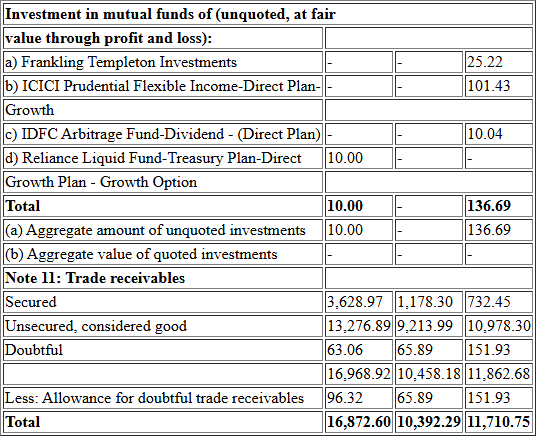 Investment in mutual funds of (unquoted, at fair
value through profit and loss):
a) Frankling Templeton Investments - - 25.22
b) ICICI Prudential Flexible Income-Direct Plan- - - 101.43
Growth
c) IDFC Arbitrage Fund-Dividend - (Direct Plan) - - 10.04
d) Reliance Liquid Fund-Treasury Plan-Direct 10.00 - -
Growth Plan - Growth Option
Total 10.00 - 136.69
(a) Aggregate amount of unquoted investments 10.00 - 136.69
(b) Aggregate value of quoted investments - - -
Note 11: Trade receivables
Secured 3,628.97 1,178.30 732.45
Unsecured, considered good 13,276.89 9,213.99 10,978.30
Doubtful 63.06 65.89 151.93
16,968.92 10,458.18 11,862.68
Less: Allowance for doubtful trade receivables 96.32 65.89 151.93
Total 16,872.60 10,392.29 11,710.75